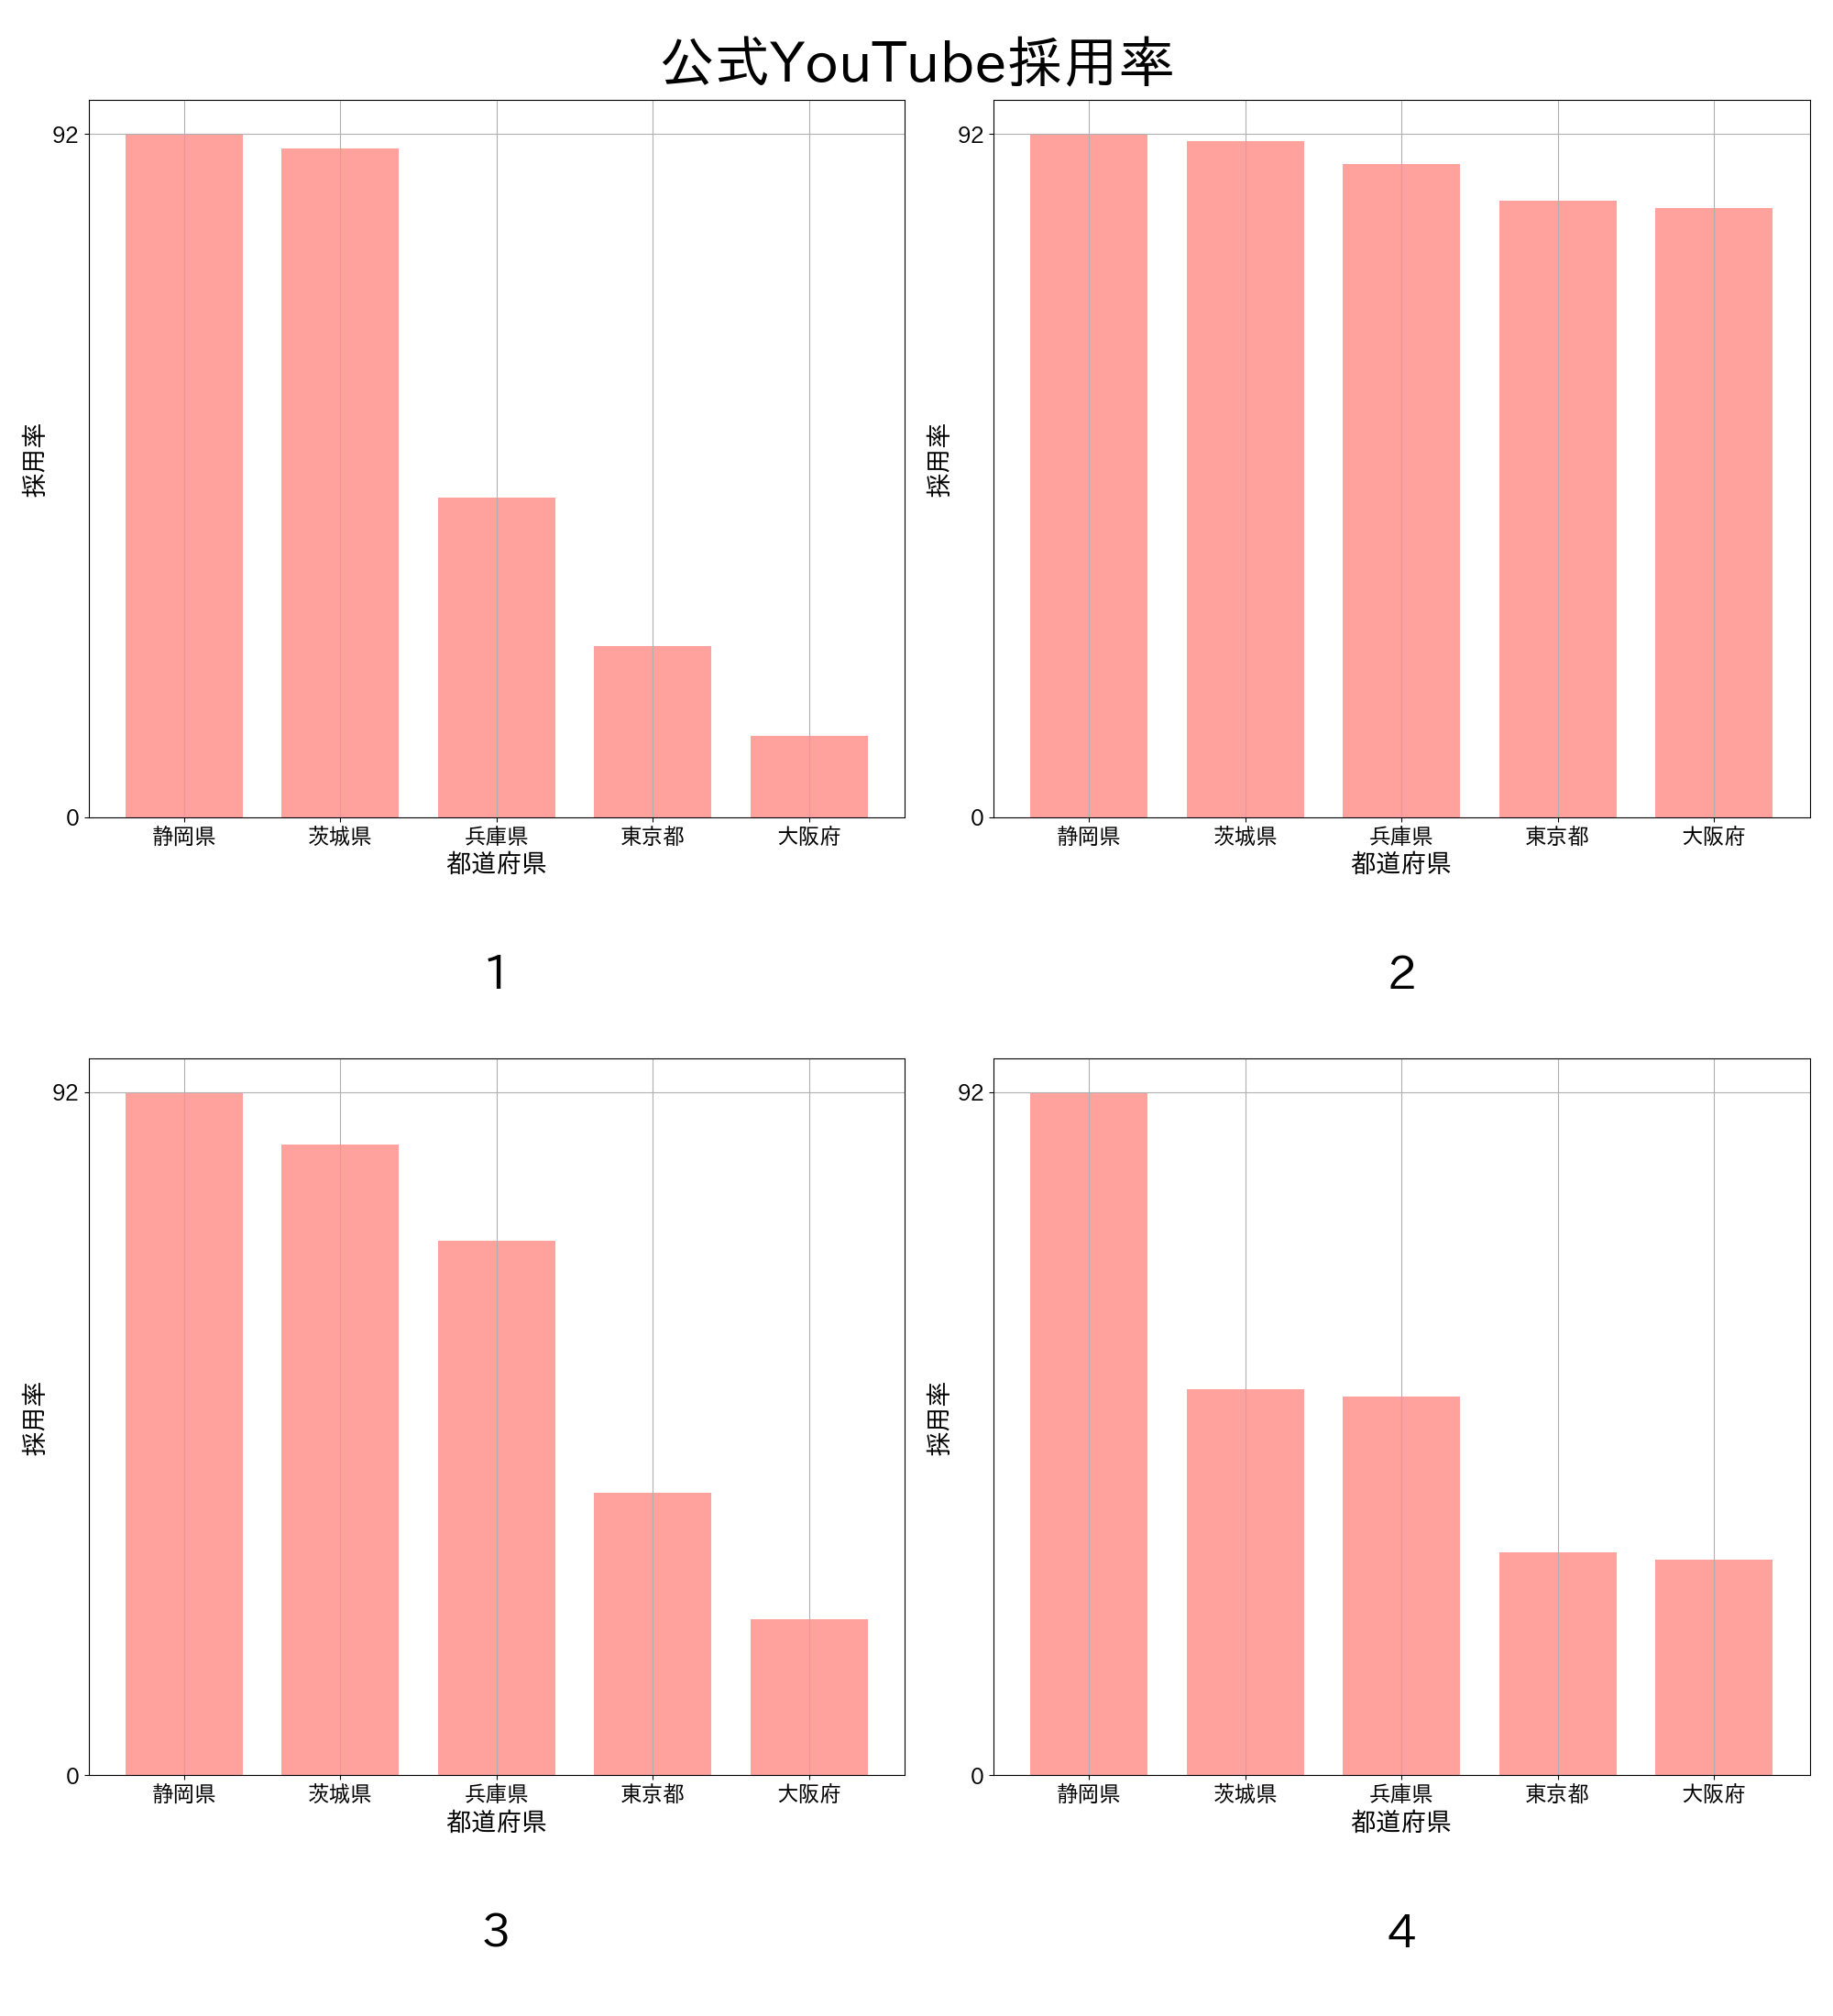 公式YouTube採用率
92
0
採用率
静岡県 茨城県 兵庫県 東京都 大阪府
都道府県
1
92
0
採用率
静岡県 茨城県 兵庫県 東京都 大阪府
都道府県
2
92
0
採用率
静岡県 茨城県 兵庫県 東京都 大阪府
都道府県
3
92
0
採用率
静岡県 茨城県 兵庫県 東京都 大阪府
都道府県
4